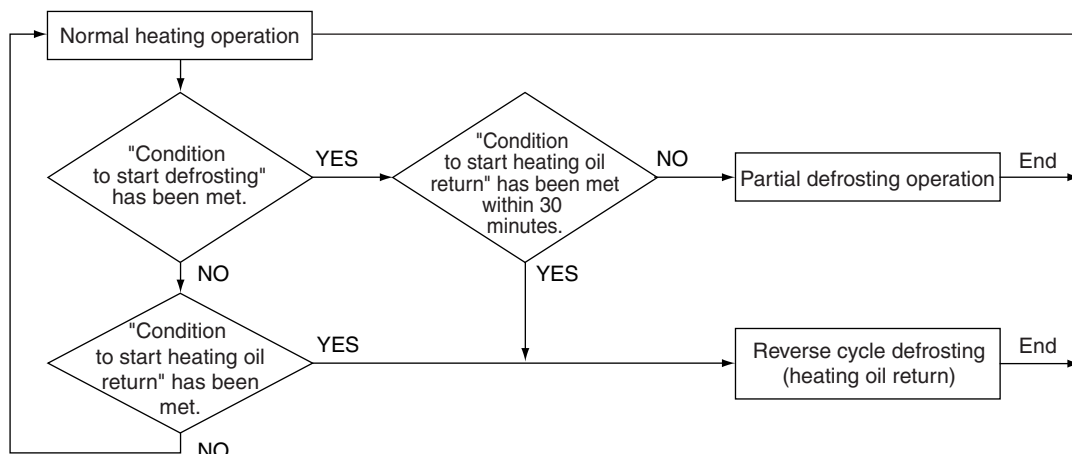 Normal heating operation
"Condition
to start defrosting"
has been met.
YES
"Condition
to start heating oil
return" has been met
within 30
minutes.
NO
Partial defrosting operation
End
NO
YES
"Condition
to start heating oil
return" has been
met.
YES
Reverse cycle defrosting
(heating oil return)
End
NO